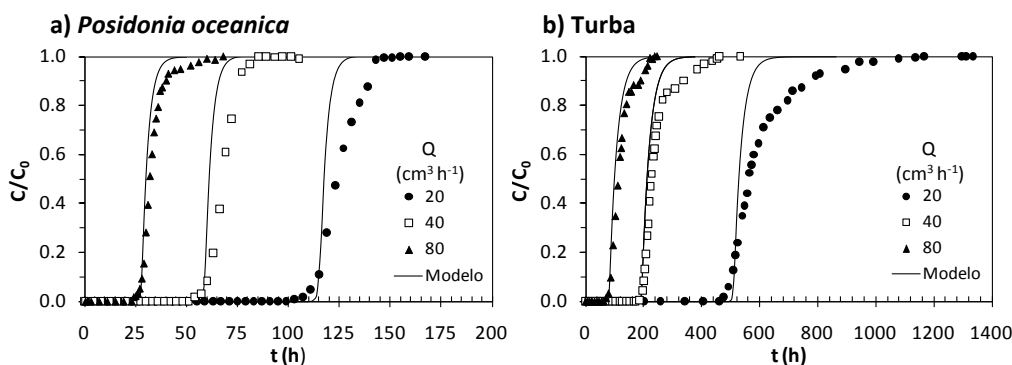 a) Posidonia oceanica
1.0
0.8
0.6
0.4
0.2
0.0
C/C₀
0 25 50 75 100 125 150 175 200
t (h)
Q
(cm³ h⁻¹)
20
40
80
Modelo
b) Turba
1.0
0.8
0.6
0.4
0.2
0.0
C/C₀
0 200 400 600 800 1000 1200 1400
t (h)
Q
(cm³ h⁻¹)
20
40
80
Modelo